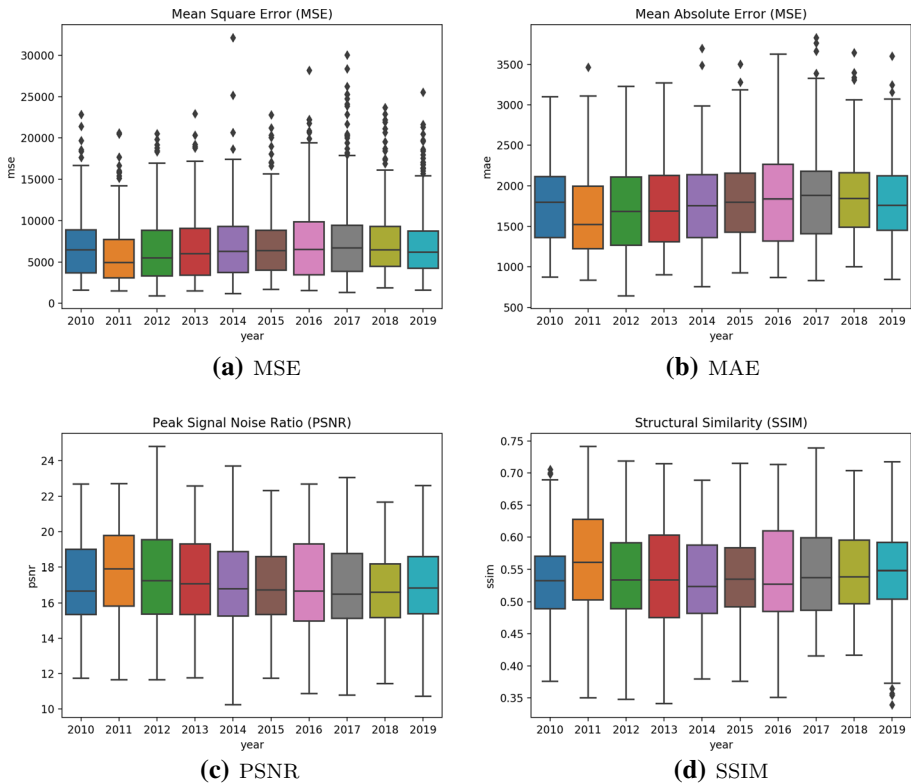 Mean Square Error (MSE)
30000
25000
20000
15000
10000
5000
0
mse
2010 2011 2012 2013 2014 2015 2016 2017 2018 2019
year
(a) MSE
Mean Absolute Error (MSE)
3500
3000
2500
2000
1500
1000
500
mae
2010 2011 2012 2013 2014 2015 2016 2017 2018 2019
year
(b) MAE
Peak Signal Noise Ratio (PSNR)
24
22
20
18
16
14
12
10
psnr
2010 2011 2012 2013 2014 2015 2016 2017 2018 2019
year
(c) PSNR
Structural Similarity (SSIM)
0.75
0.70
0.65
0.60
0.55
0.50
0.45
0.40
0.35
ssim
2010 2011 2012 2013 2014 2015 2016 2017 2018 2019
year
(d) SSIM